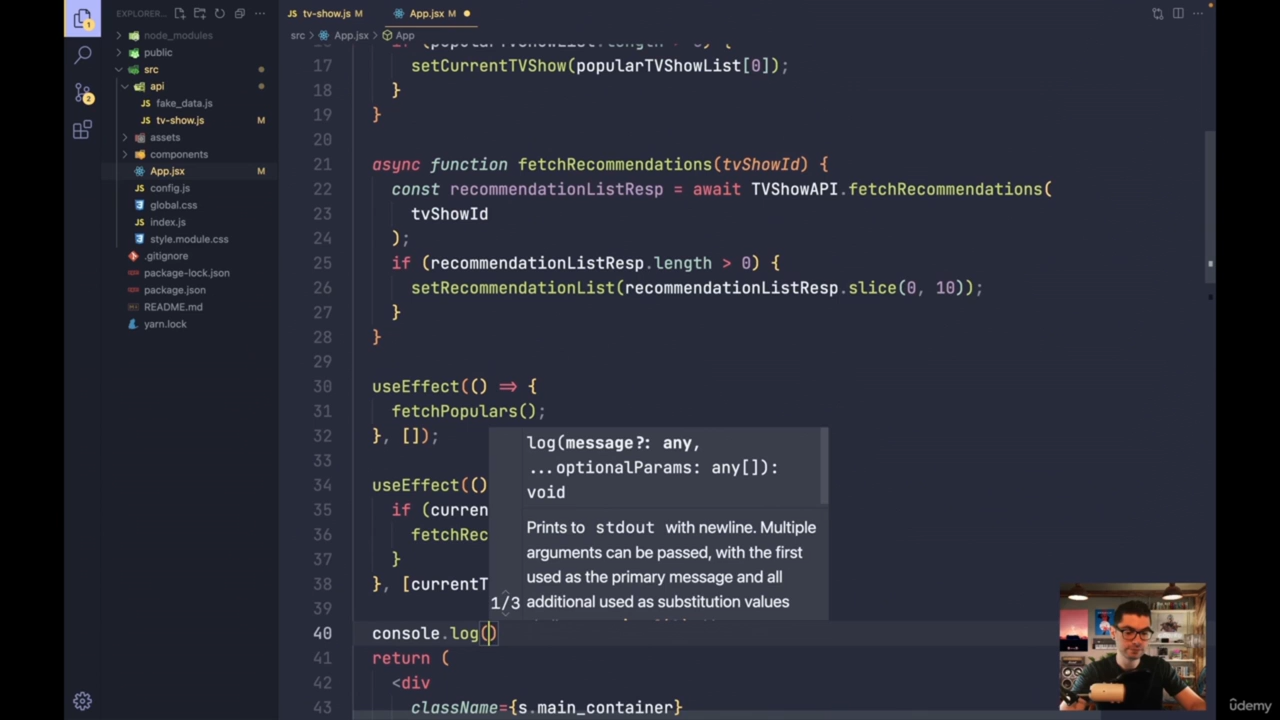 EXPLORER...
tv-show.js M
App.jsx M
node_modules
public
src
api
fake_data.js
tv-show.js M
assets
components
App.jsx M
config.js
global.css
index.js
style.module.css
.gitignore
package-lock.json
package.json
README.md
yarn.lock
1
2
src > App.jsx > App
17 setCurrentTVShow(popularTVShowList[0]);
18 }
19 }
20
21 async function fetchRecommendations(tvShowId) {
22 const recommendationListResp = await TVShowAPI.fetchRecommendations(
23 tvShowId
24 );
25 if (recommendationListResp.length > 0) {
26 setRecommendationList(recommendationListResp.slice(0, 10));
27 }
28 }
29
30 useEffect(() => {
31 fetchPopulars();
32 }, []);
33
34 useEffect(()
35 if (curren
36 fetchRec
37 }
38 }, [currentT
39
40 console.log()
41 return (
42 <div
43 className={s.main_container}
log(message?: any,
...optionalParams: any[]):
void
Prints to stdout with newline. Multiple
arguments can be passed, with the first
used as the primary message and all
1/3 additional used as substitution values
udemy